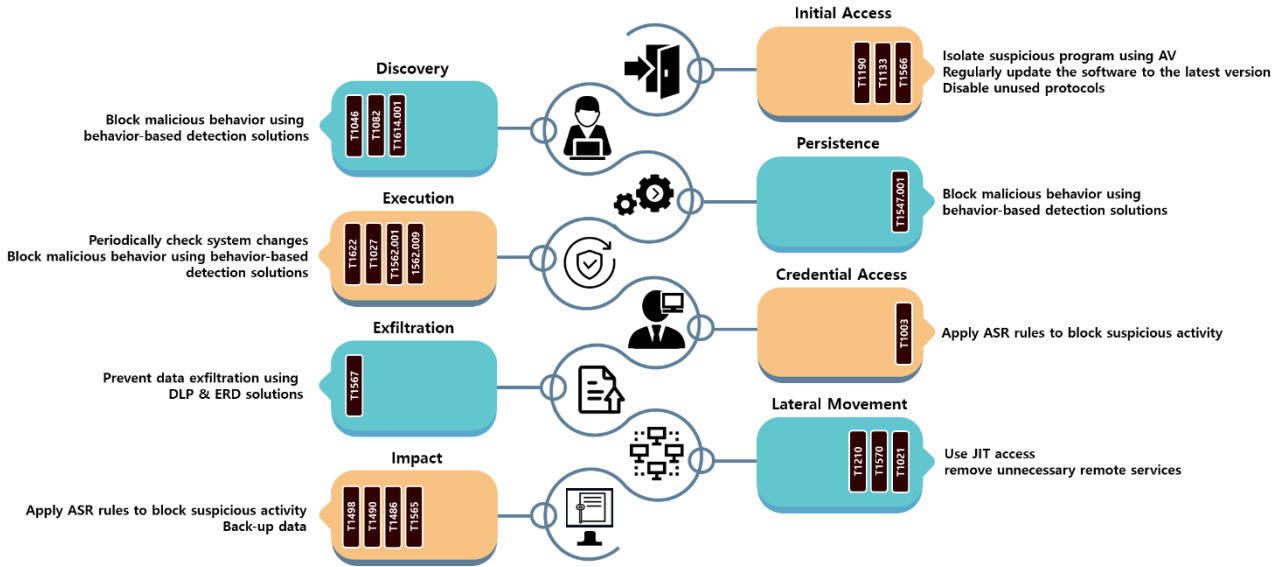 Initial Access
T1190
T1133
T1566
Isolate suspicious program using AV
Regularly update the software to the latest version
Disable unused protocols
Discovery
Block malicious behavior using
behavior-based detection solutions
T1046
T1082
T1614.001
Persistence
T1547.001
Block malicious behavior using
behavior-based detection solutions
Execution
Periodically check system changes
Block malicious behavior using behavior-based
detection solutions
T1622
T1027
T1562.001
1562.009
Credential Access
T1003
Apply ASR rules to block suspicious activity
Exfiltration
Prevent data exfiltration using
DLP & ERD solutions
T1567
Lateral Movement
T1210
T1570
T1021
Use JIT access
remove unnecessary remote services
Impact
Apply ASR rules to block suspicious activity
Back-up data
T1498
T1490
T1486
T1565